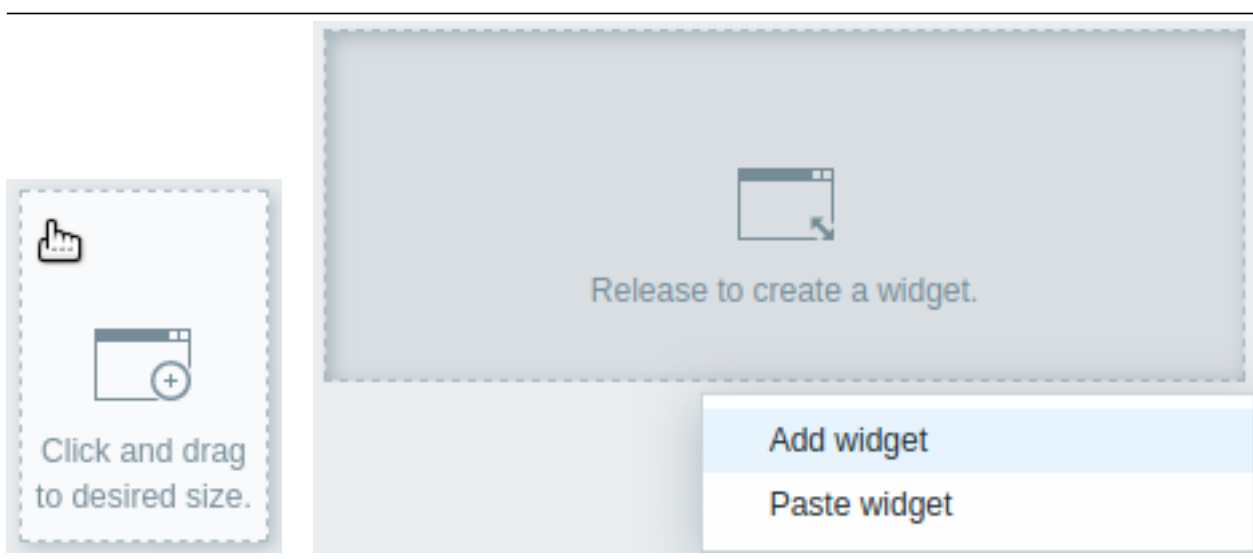 Click and drag
to desired size.
Release to create a widget.
Add widget
Paste widget